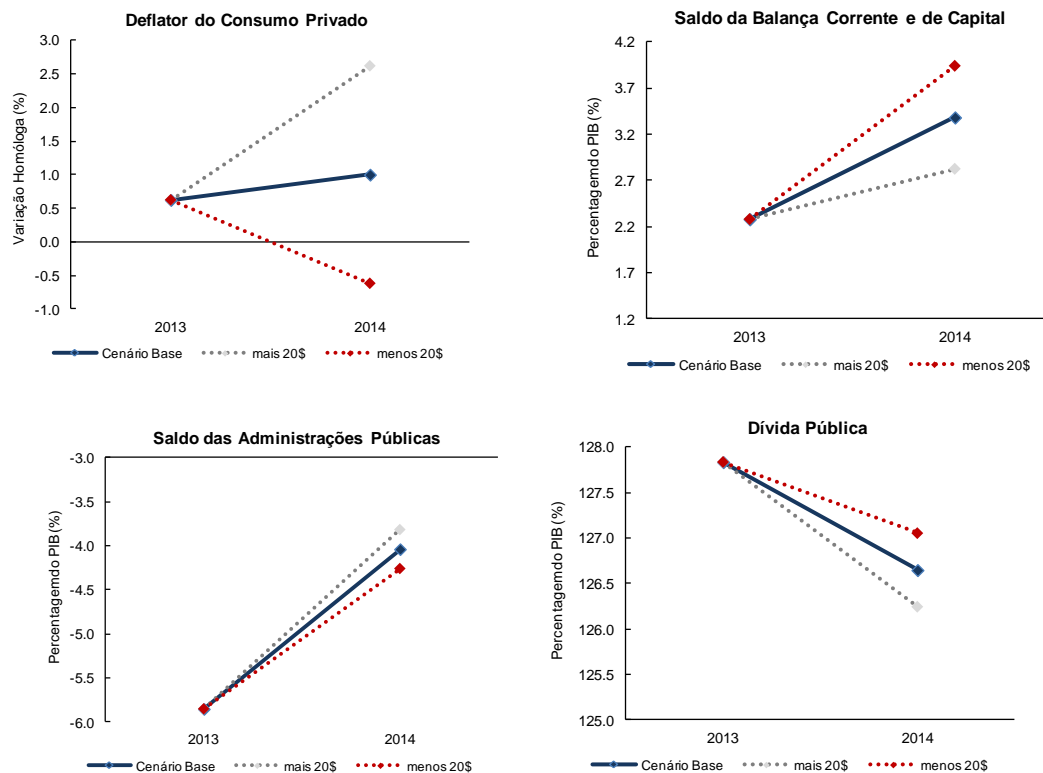 Deflator do Consumo Privado
Variação Homóloga (%)
3.0
2.5
2.0
1.5
1.0
0.5
0.0
-0.5
-1.0
2013 2014
Cenário Base mais 20$ menos 20$
Saldo da Balança Corrente e de Capital
Percentagemdo PIB (%)
4.2
3.7
3.2
2.7
2.2
1.7
1.2
2013 2014
Cenário Base mais 20$ menos 20$
Saldo das Administrações Públicas
Percentagemdo PIB (%)
-3.0
-3.5
-4.0
-4.5
-5.0
-5.5
-6.0
2013 2014
Cenário Base mais 20$ menos 20$
Dívida Pública
Percentagemdo PIB (%)
128.0
127.5
127.0
126.5
126.0
125.5
125.0
2013 2014
Cenário Base mais 20$ menos 20$